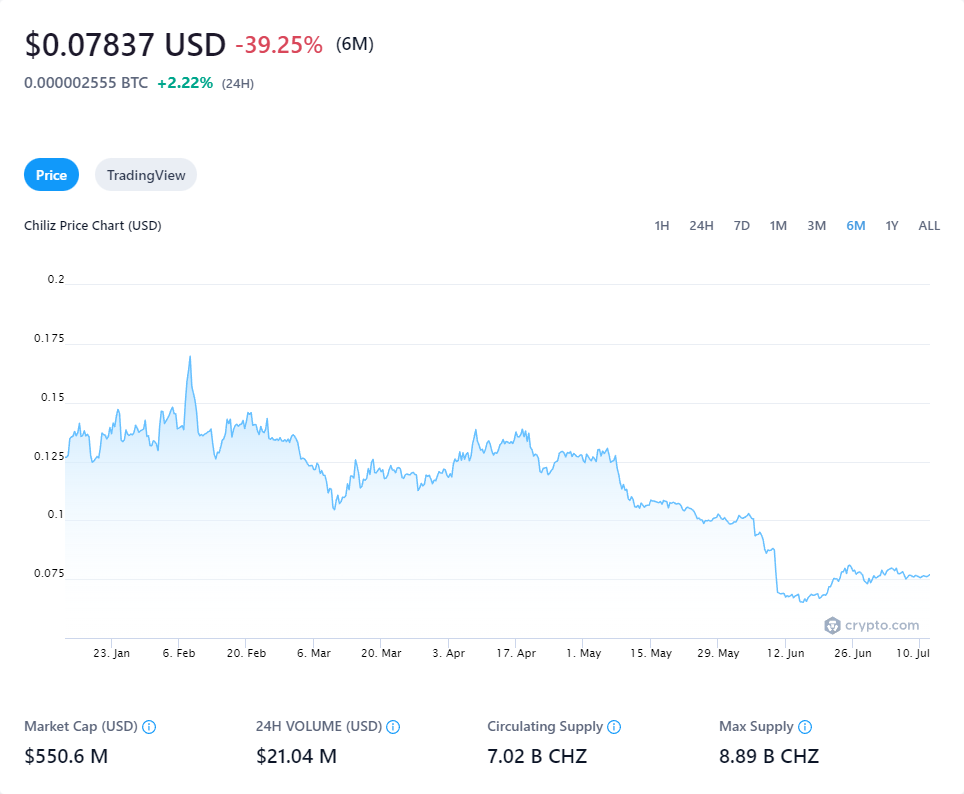 $0.07837 USD -39.25% (6M)
0.000002555 BTC +2.22% (24H)
Price TradingView
Chiliz Price Chart (USD) 1H 24H 7D 1M 3M 6M 1Y ALL
0.2
0.175
0.15
0.125
0.1
0.075
crypto.com
23. Jan 6. Feb 20. Feb 6. Mar 20. Mar 3. Apr 17. Apr 1. May 15. May 29. May 12. Jun 26. Jun 10. Jul
Market Cap (USD) 24H VOLUME (USD) Circulating Supply Max Supply
$550.6 M $21.04 M 7.02 B CHZ 8.89 B CHZ